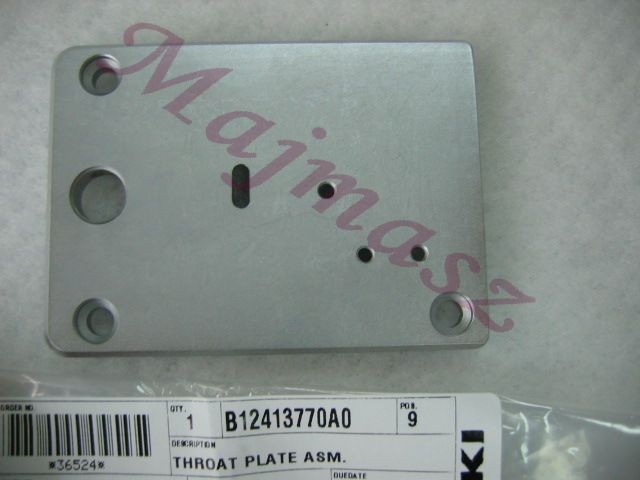 Majmasz
ORDER NO.
QTY.
1
B12413770A0
POS.
9
*36524*
DESCRIPTION
THROAT PLATE ASM.
DUEDATE
KI